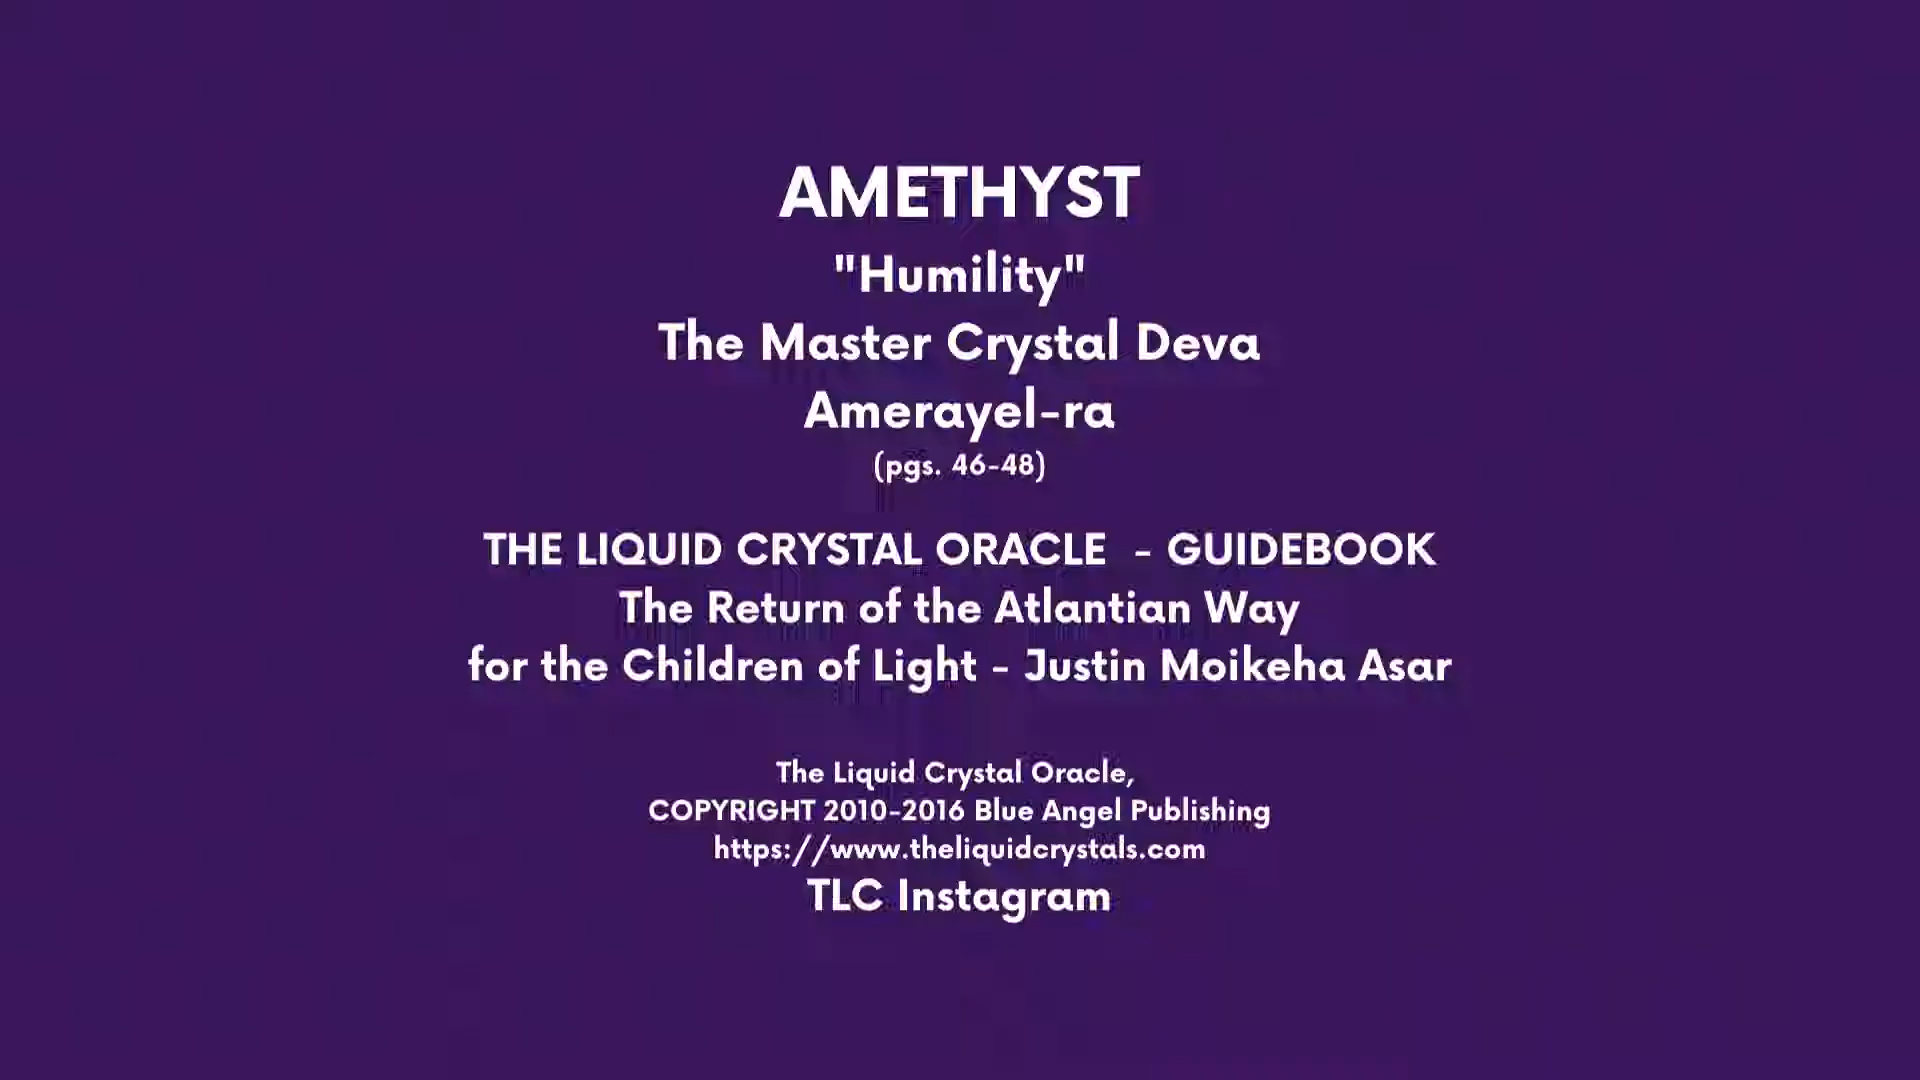 AMETHYST
"Humility"
The Master Crystal Deva
Amerayel-ra
(pgs. 46-48)
THE LIQUID CRYSTAL ORACLE - GUIDEBOOK
The Return of the Atlantian Way
for the Children of Light - Justin Moikeha Asar
The Liquid Crystal Oracle,
COPYRIGHT 2010-2016 Blue Angel Publishing
https://www.theliquidcrystals.com
TLC Instagram